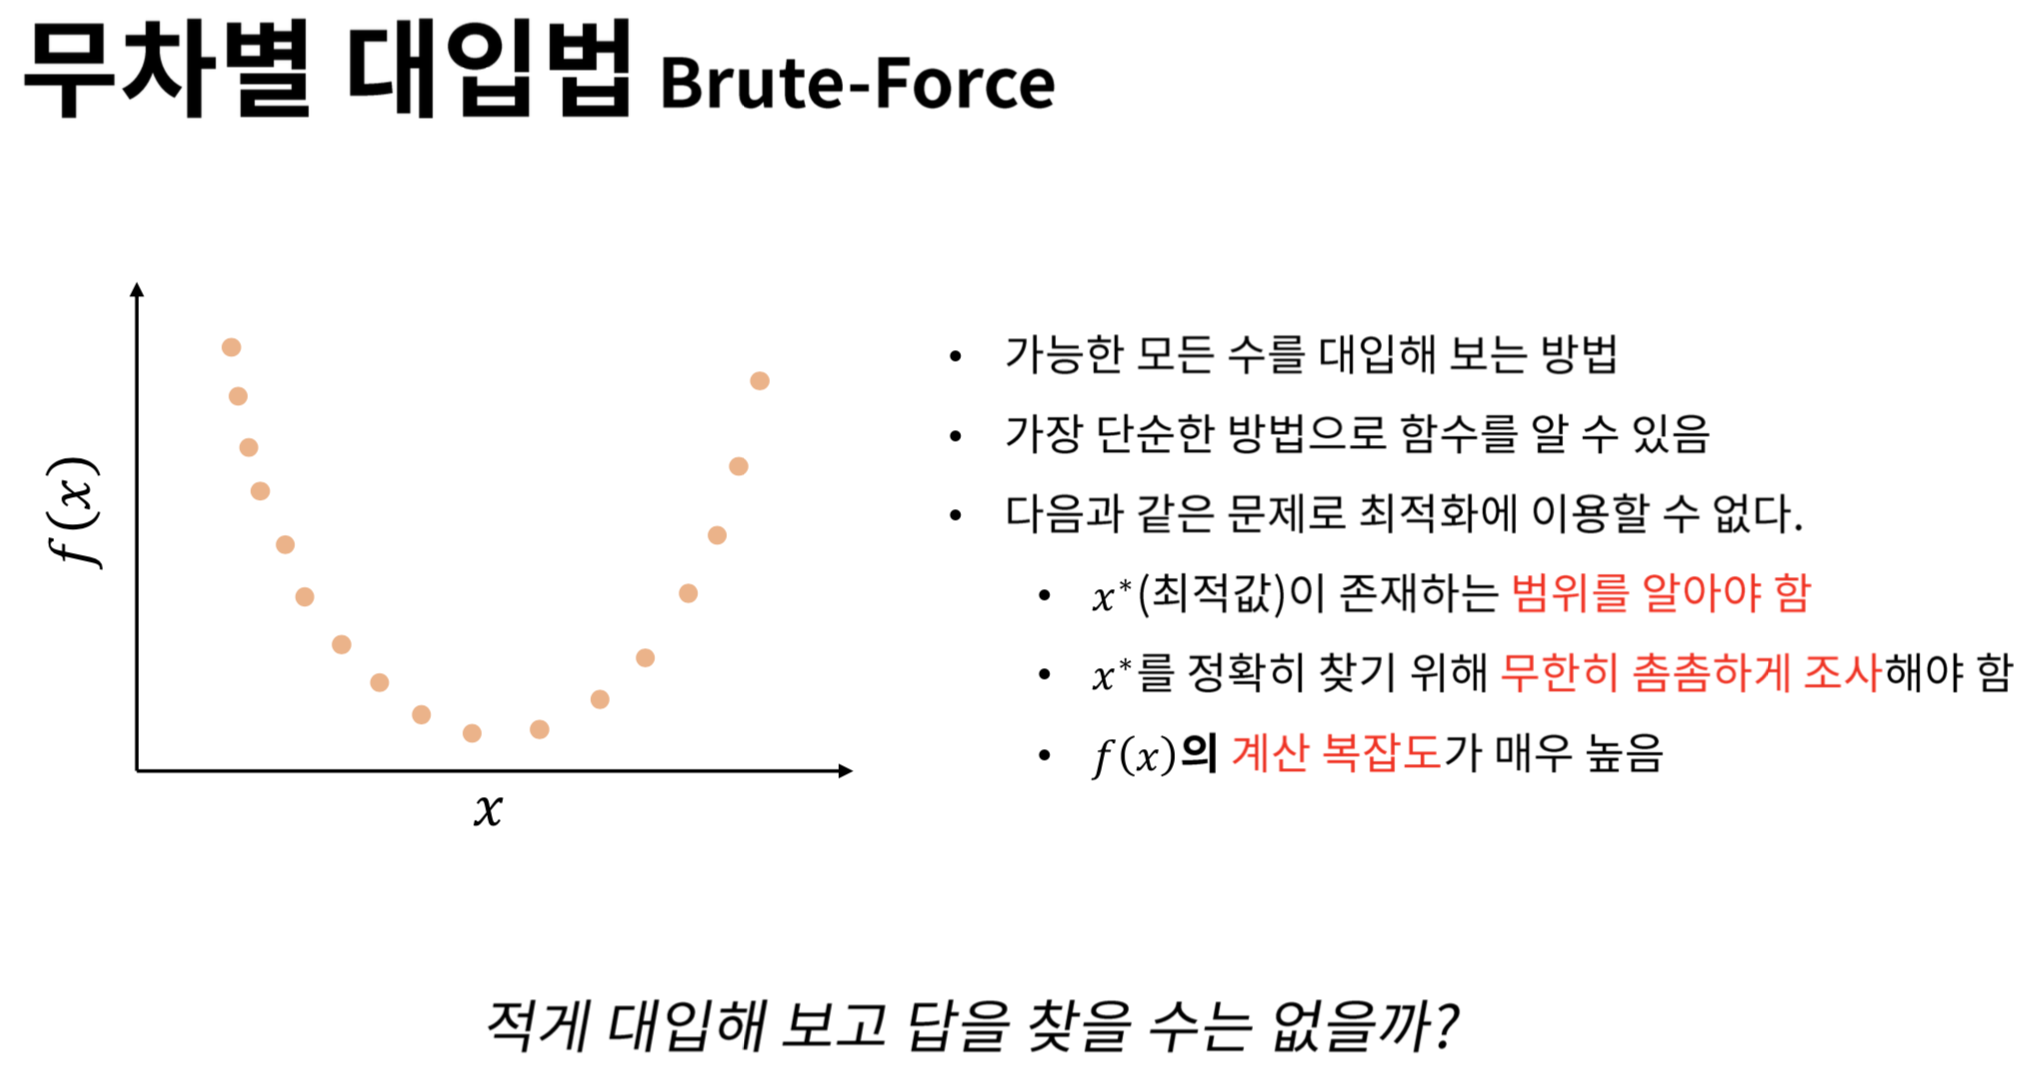 무차별 대입법 Brute-Force
f(x)
x
• 가능한 모든 수를 대입해 보는 방법
• 가장 단순한 방법으로 함수를 알 수 있음
• 다음과 같은 문제로 최적화에 이용할 수 없다.
• x*(최적값)이 존재하는 범위를 알아야 함
• x*를 정확히 찾기 위해 무한히 촘촘하게 조사해야 함
• f(x)의 계산 복잡도가 매우 높음
적게 대입해 보고 답을 찾을 수는 없을까?